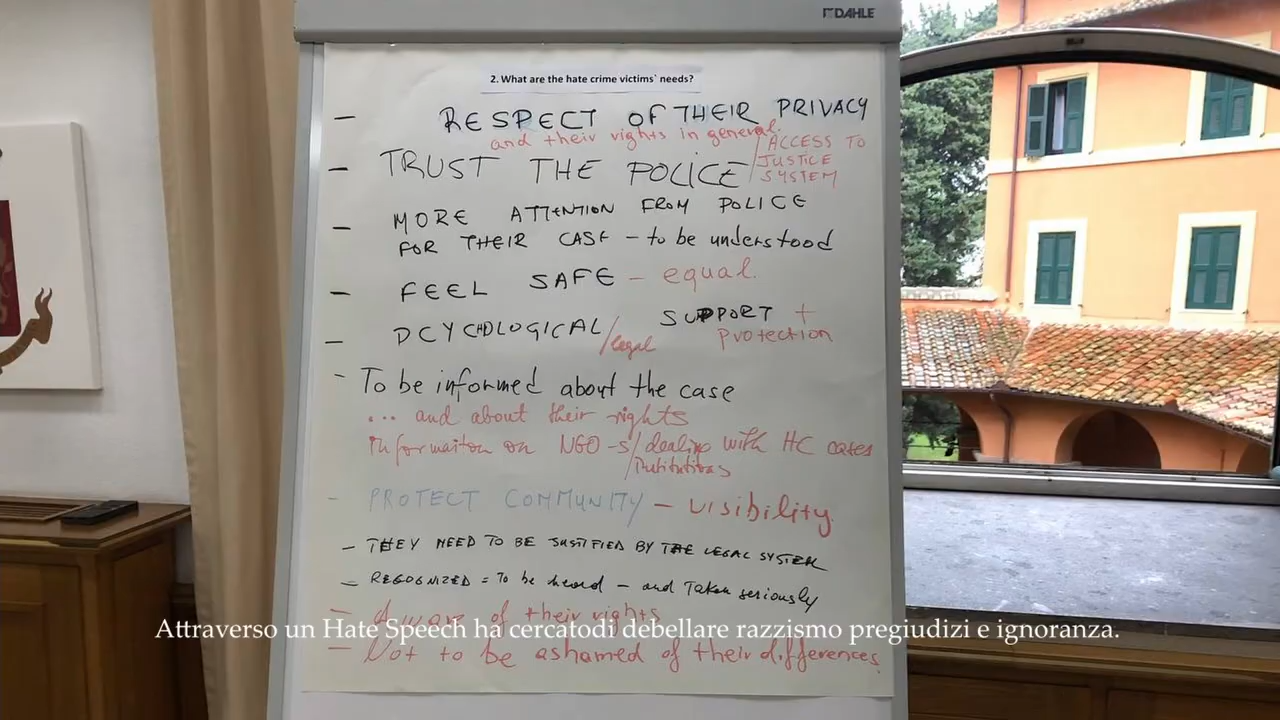 DAHLE
2. What are the hate crime victims` needs?
- RESPECT OF THEIR PRIVACY
and their rights in general.
- TRUST THE POLICE / ACCESS TO
JUSTICE
SYSTEM
- MORE ATTENTION FROM POLICE
FOR THEIR CASE - to be understood
- FEEL SAFE - equal.
- PCYCHOLOGICAL/legal SUPPORT +
Protection
- To be informed about the case
... and about their rights
informaiton on NGO-s/dealing with HC cases
- PROTECT COMMUNITY - visibility
- THEY NEED TO BE JUSTIFIED BY THE LEGAL SYSTEM
- RECOGNIZED = To be heard - and Taken seriously
- Aware of their rights
Attraverso un Hate Speech ha cercatodi debellare razzismo pregiudizi e ignoranza.
- Not to be ashamed of their differences